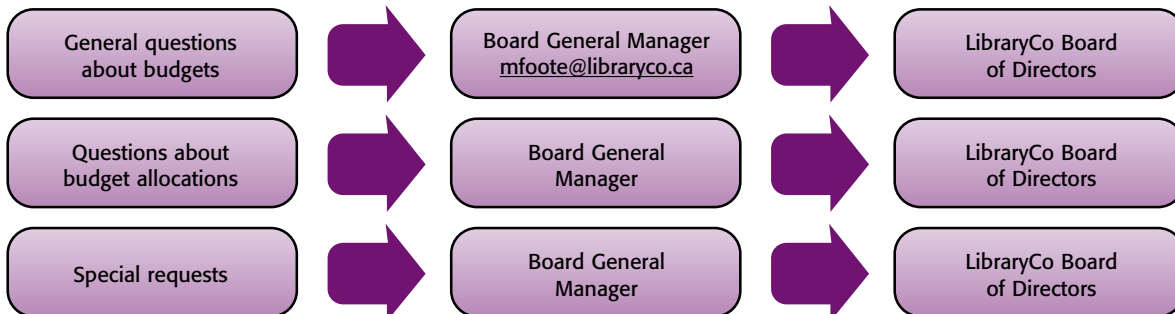 General questions
about budgets
Board General Manager
mfoote@libraryco.ca
LibraryCo Board
of Directors
Questions about
budget allocations
Board General
Manager
LibraryCo Board
of Directors
Special requests
Board General
Manager
LibraryCo Board
of Directors